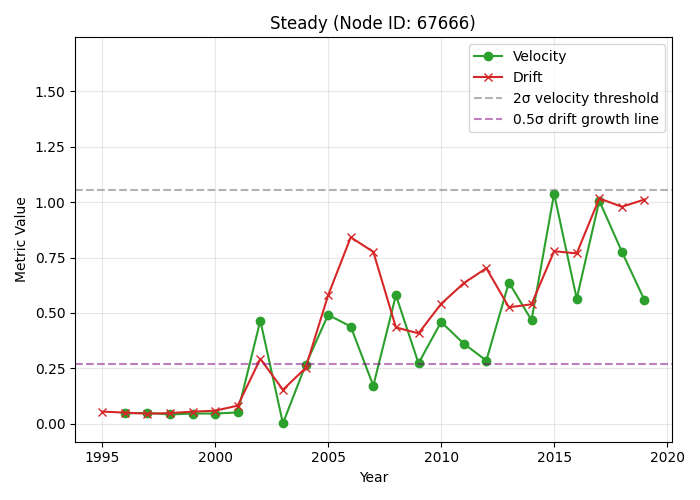 Steady (Node ID: 67666)
Velocity
Drift
2σ velocity threshold
0.5σ drift growth line
Metric Value
1.50
1.25
1.00
0.75
0.50
0.25
0.00
1995 2000 2005 2010 2015 2020
Year